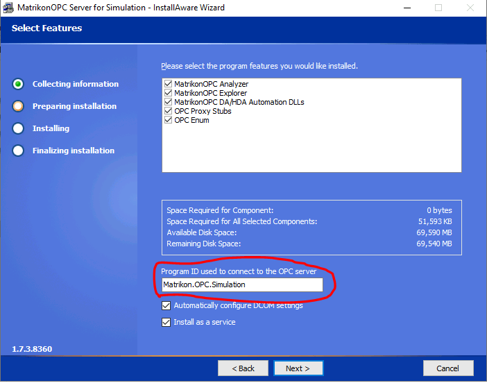 MatrikonOPC Server for Simulation - InstallAware Wizard
Select Features
Collecting information
Preparing installation
Installing
Finalizing installation
Please select the program features you would like installed.
MatrikonOPC Analyzer
MatrikonOPC Explorer
MatrikonOPC DA/HDA Automation DLLs
OPC Proxy Stubs
OPC Enum
Space Required for Component: 0 bytes
Space Required for All Selected Components: 51,593 KB
Available Disk Space: 69,590 MB
Remaining Disk Space: 69,540 MB
Program ID used to connect to the OPC server
Matrikon.OPC.Simulation
Automatically configure DCOM settings
Install as a service
1.7.3.8360
< Back Next > Cancel